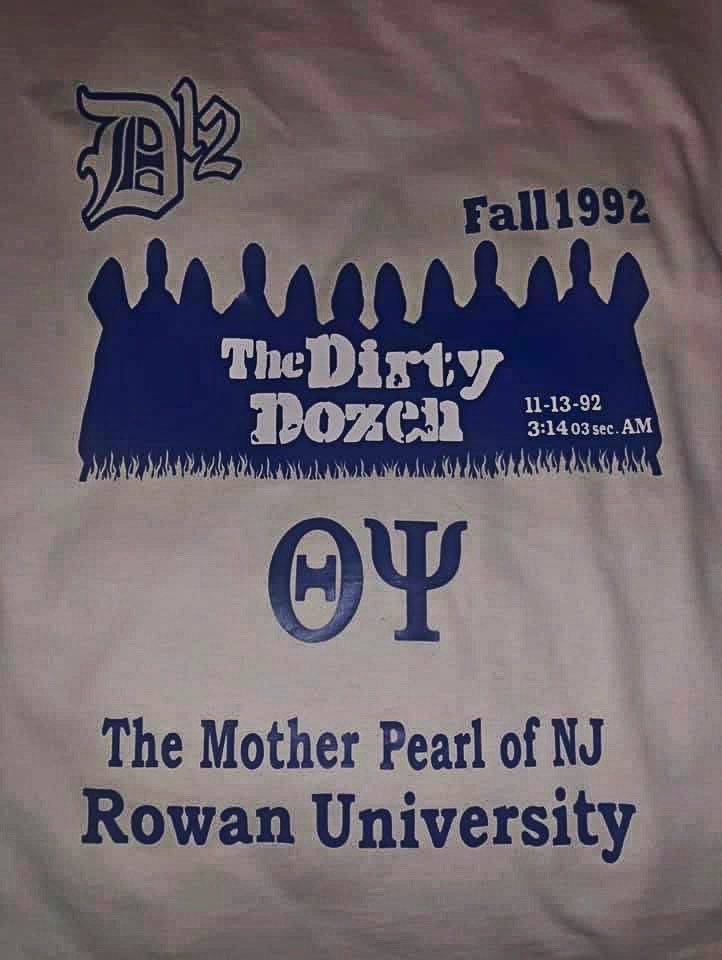 D12
Fall 1992
The Dirty
Dozen
11-13-92
3:14 03 sec. AM
ΘΨ
The Mother Pearl of NJ
Rowan University